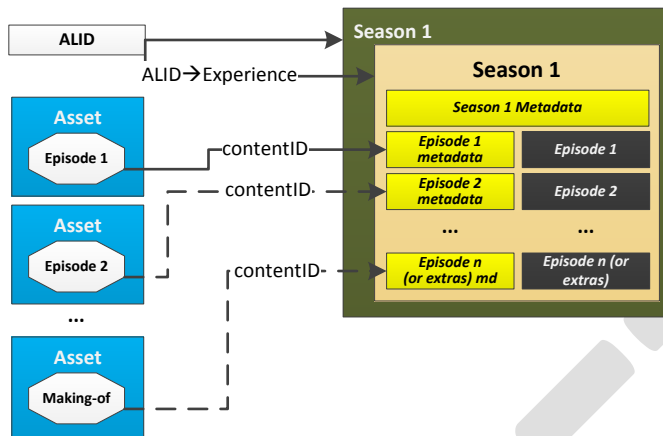 ALID
Season 1
ALID→Experience
Season 1
Season 1 Metadata
Asset
Episode 1
contentID
Episode 1
metadata
Episode 1
Asset
Episode 2
contentID
Episode 2
metadata
Episode 2
...
...
...
contentID
Episode n
(or extras) md
Episode n (or
extras)
Asset
Making-of